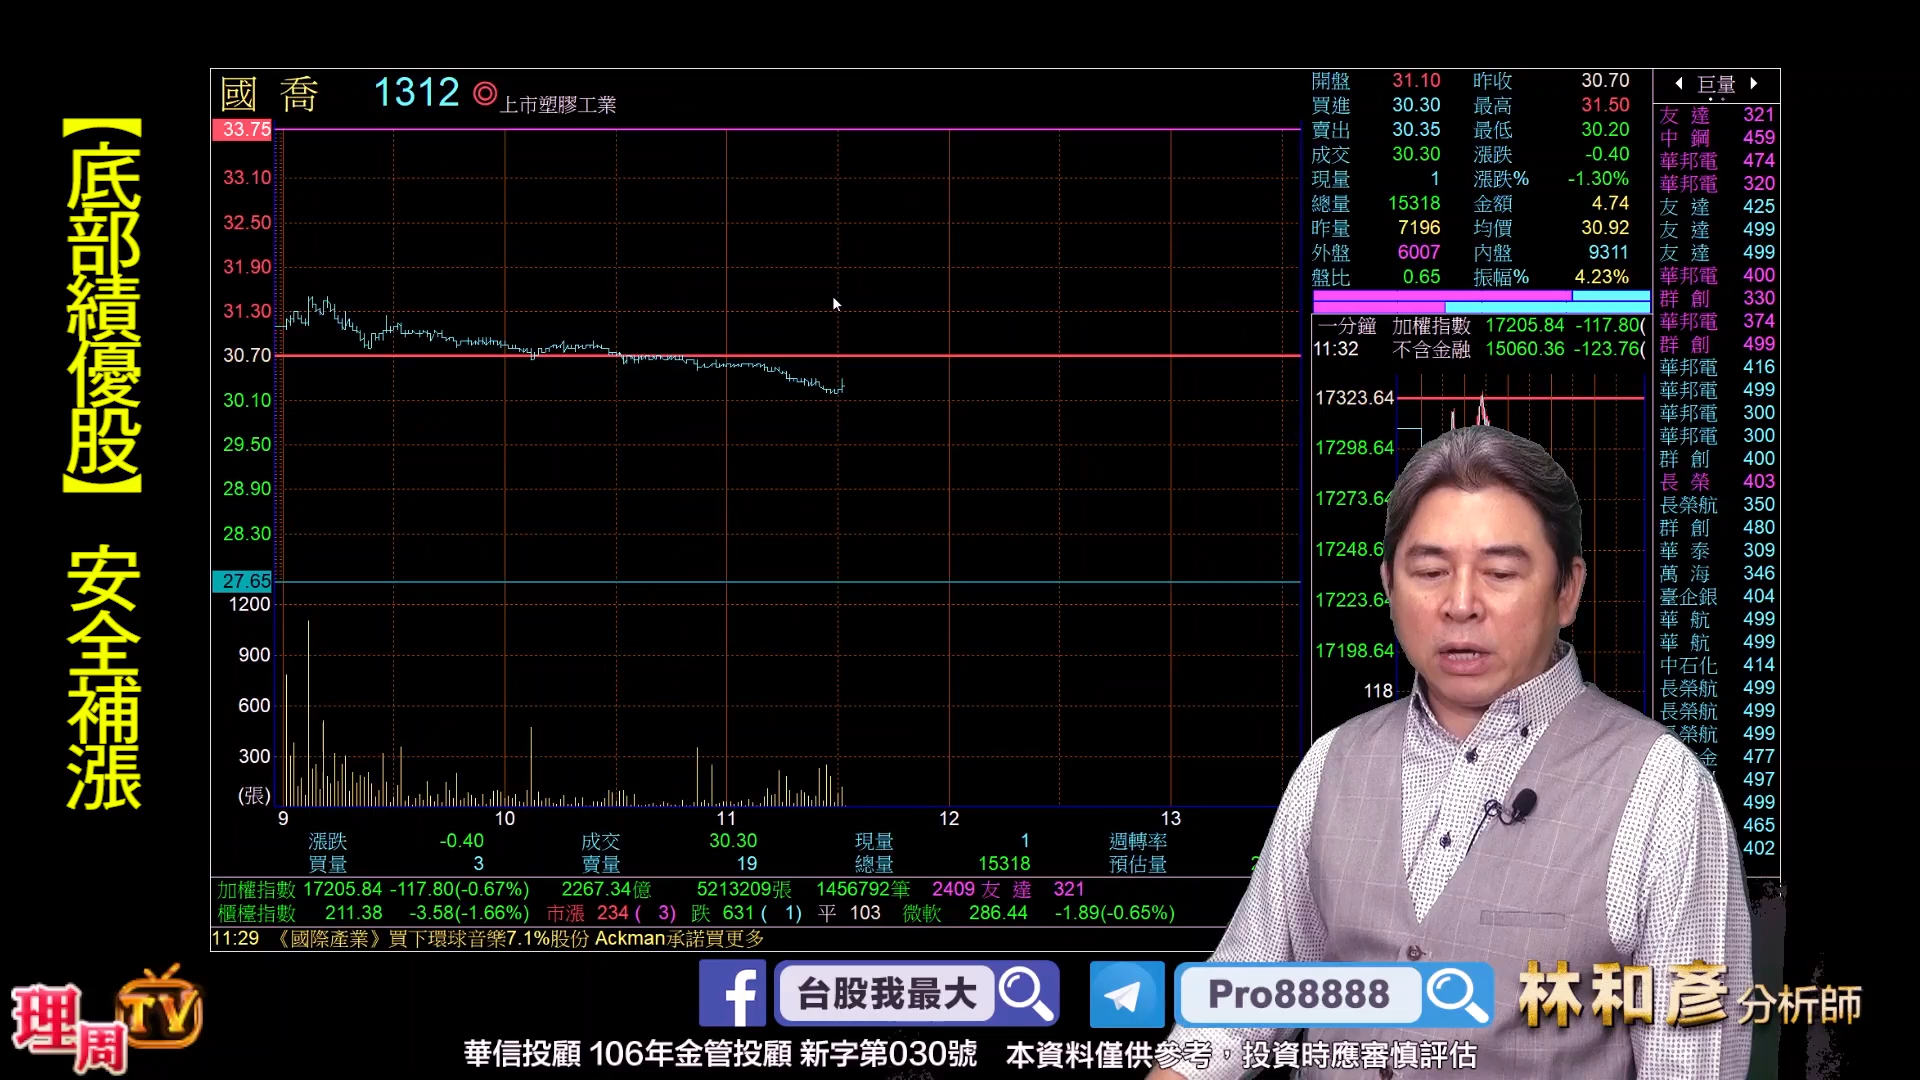 【底部績優股】 安全補漲
國 喬 1312 ◎上市塑膠工業
33.75
33.10
32.50
31.90
31.30
30.70
30.10
29.50
28.90
28.30
27.65
1200
900
600
300
(張)
9 10 11 12 13
開盤 31.10 昨收 30.70
買進 30.30 最高 31.50
賣出 30.35 最低 30.20
成交 30.30 漲跌 -0.40
現量 1 漲跌% -1.30%
總量 15318 金額 4.74
昨量 7196 均價 30.92
外盤 6007 內盤 9311
盤比 0.65 振幅% 4.23%
一分鐘 加權指數 17205.84 -117.80(
11:32 不含金融 15060.36 -123.76(
17323.64
17298.64
17273.64
17248.6
17223.64
17198.64
118
巨量
友 達 321
中 鋼 459
華邦電 474
華邦電 320
友 達 425
友 達 499
友 達 499
華邦電 400
群 創 330
華邦電 374
群 創 499
華邦電 416
華邦電 499
華邦電 300
華邦電 300
群 創 400
長 榮 403
長榮航 350
群 創 480
華 泰 309
萬 海 346
臺企銀 404
華 航 499
華 航 499
中石化 414
長榮航 499
長榮航 499
榮航 499
金 477
497
499
465
402
漲跌 -0.40 成交 30.30 現量 1 週轉率
買量 3 賣量 19 總量 15318 預估量
加權指數 17205.84 -117.80(-0.67%) 2267.34億 5213209張 1456792筆 2409 友 達 321
櫃檯指數 211.38 -3.58(-1.66%) 市漲 234 ( 3) 跌 631 ( 1) 平 103 微軟 286.44 -1.89(-0.65%)
11:29 《國際產業》買下環球音樂7.1%股份 Ackman承諾買更多
理周TV
台股我最大
Pro88888
林和彥 分析師
華信投顧 106年金管投顧 新字第030號 本資料僅供參考，投資時應審慎評估